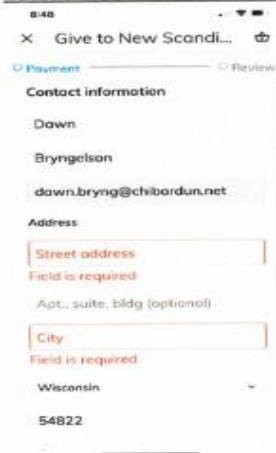 8:48
× Give to New Scandi...
Payment Review
Contact information
Dawn
Bryngelson
dawn.bryng@chibardun.net
Address
Street address
Field is required
Apt., suite, bldg (optional)
City
Field is required
Wisconsin
54822